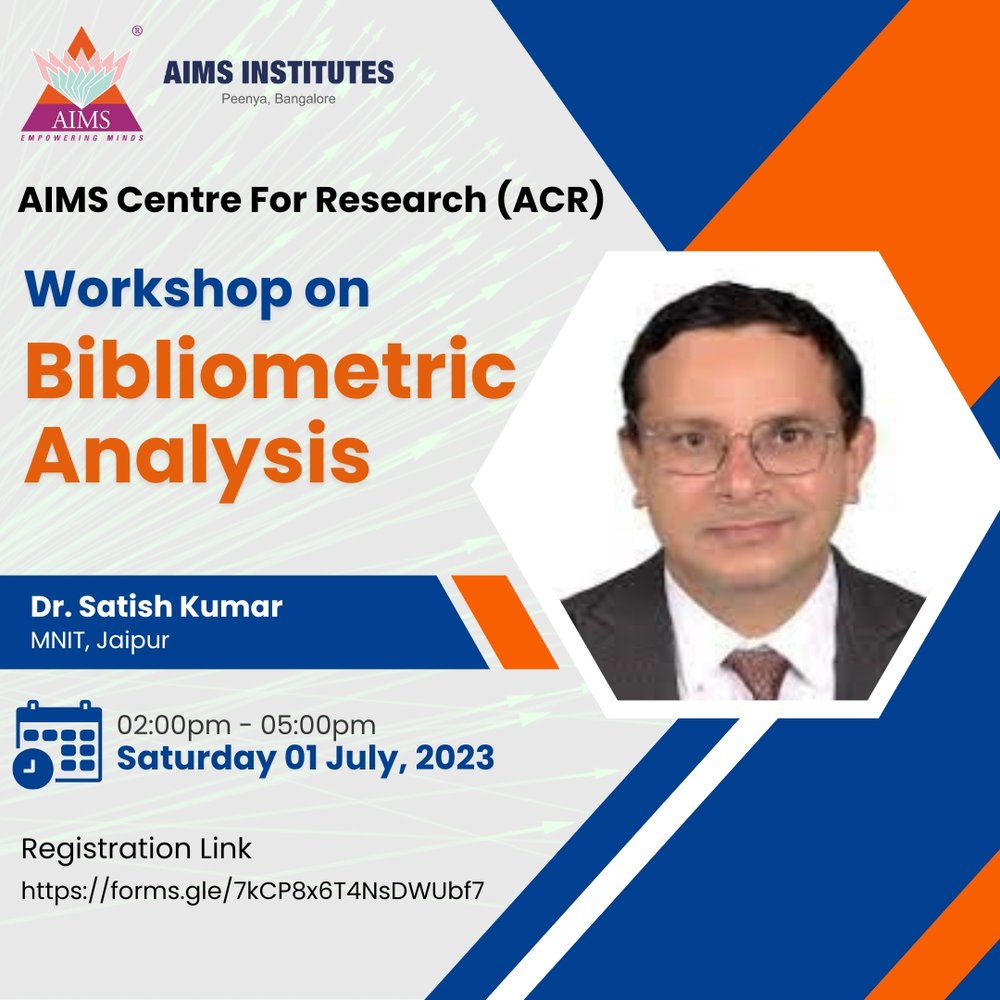 ®
AIMS
EMPOWERING MINDS
AIMS INSTITUTES
Peenya, Bangalore
AIMS Centre For Research (ACR)
Workshop on
Bibliometric
Analysis
Dr. Satish Kumar
MNIT, Jaipur
02:00pm - 05:00pm
Saturday 01 July, 2023
Registration Link
https://forms.gle/7kCP8x6T4NsDWUbf7